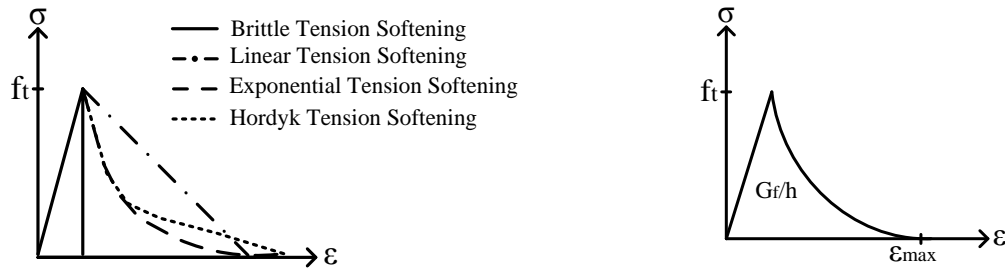 σ
Brittle Tension Softening
Linear Tension Softening
ft
Exponential Tension Softening
Hordyk Tension Softening
ε
σ
ft
Gf/h
εmax
ε